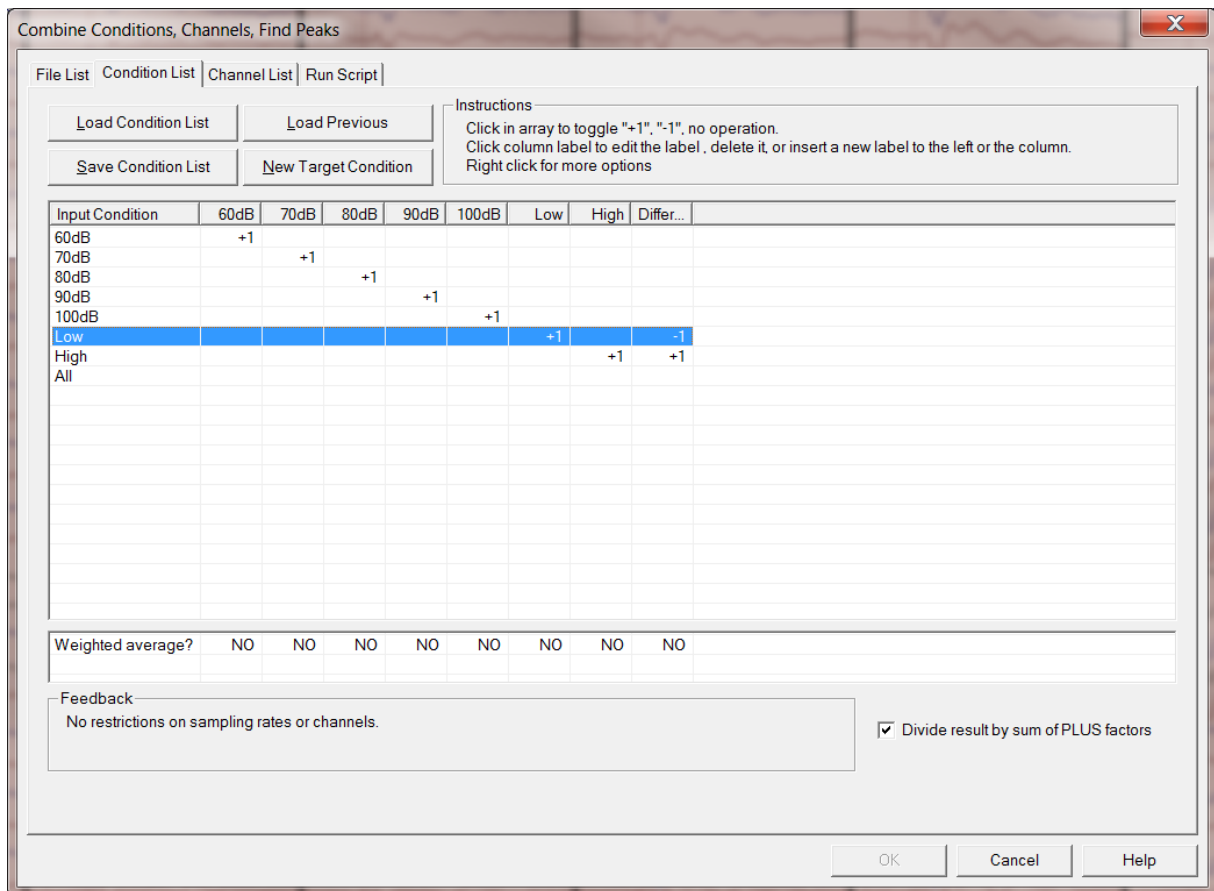 Combine Conditions, Channels, Find Peaks
X
File List Condition List Channel List Run Script
Load Condition List Load Previous
Save Condition List New Target Condition
Instructions
Click in array to toggle "+1", "-1", no operation.
Click column label to edit the label , delete it, or insert a new label to the left or the column.
Right click for more options
Input Condition 60dB 70dB 80dB 90dB 100dB Low High Differ...
60dB +1
70dB +1
80dB +1
90dB +1
100dB +1
Low +1 -1
High +1 +1
All
Weighted average? NO NO NO NO NO NO NO NO
Feedback
No restrictions on sampling rates or channels.
Divide result by sum of PLUS factors
OK Cancel Help